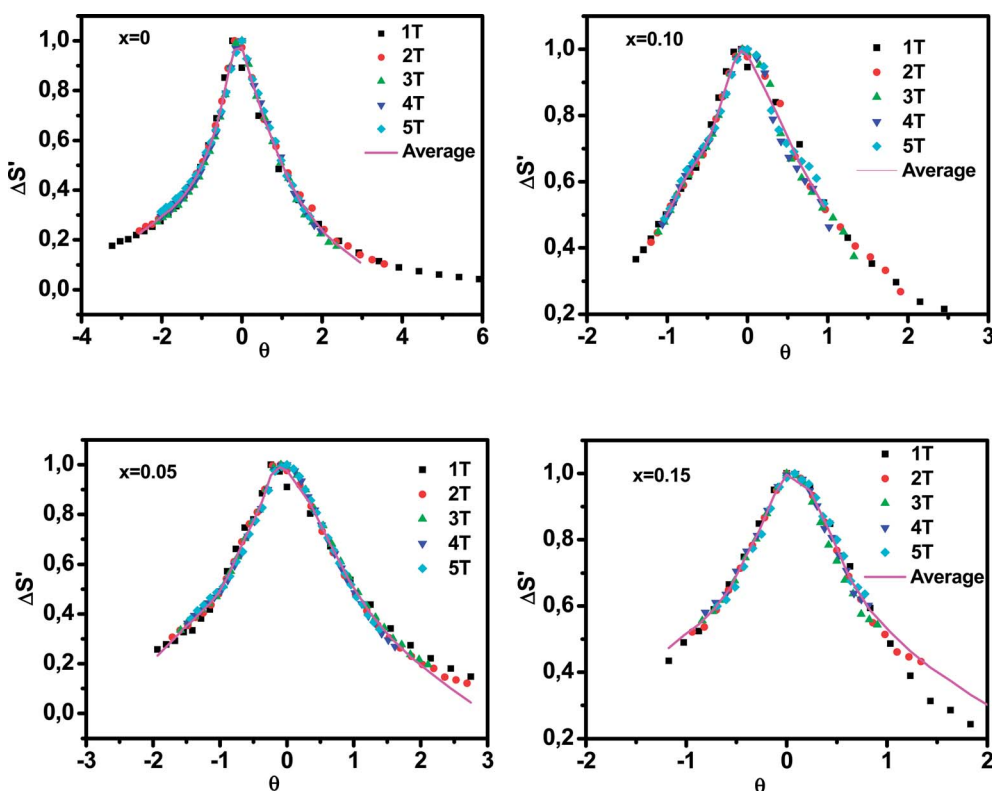 x=0
1T
2T
3T
4T
5T
Average
ΔS'
1,0
0,8
0,6
0,4
0,2
0,0
-4 -2 0 2 4 6
θ
x=0.10
1T
2T
3T
4T
5T
Average
ΔS'
1,0
0,8
0,6
0,4
0,2
-2 -1 0 1 2 3
θ
x=0.05
1T
2T
3T
4T
5T
Average
ΔS'
1,0
0,8
0,6
0,4
0,2
0,0
-3 -2 -1 0 1 2 3
θ
x=0.15
1T
2T
3T
4T
5T
Average
ΔS'
1,0
0,8
0,6
0,4
0,2
-2 -1 0 1 2
θ